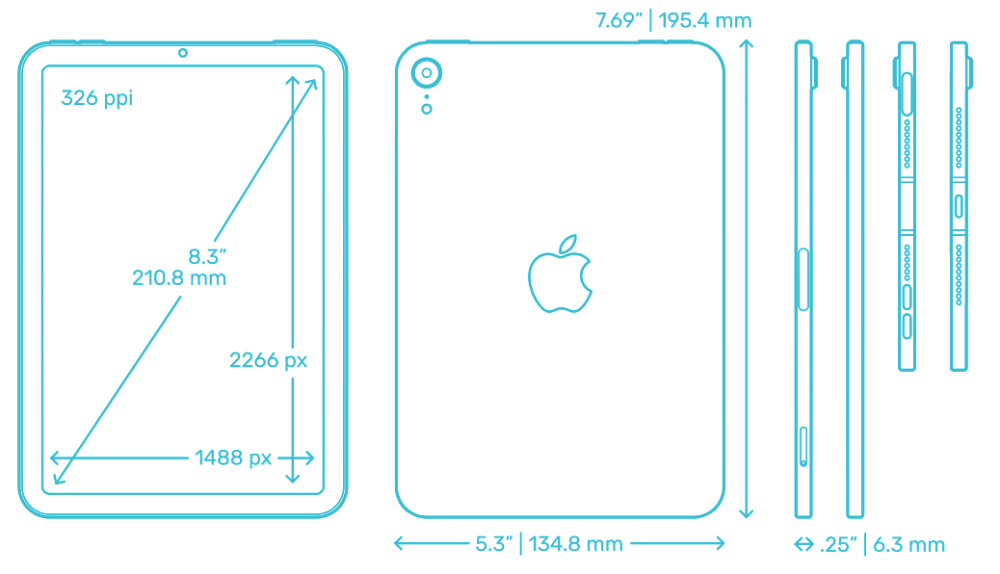 7.69″ | 195.4 mm
326 ppi
8.3″
210.8 mm
2266 px
1488 px
5.3″ | 134.8 mm
.25″ | 6.3 mm